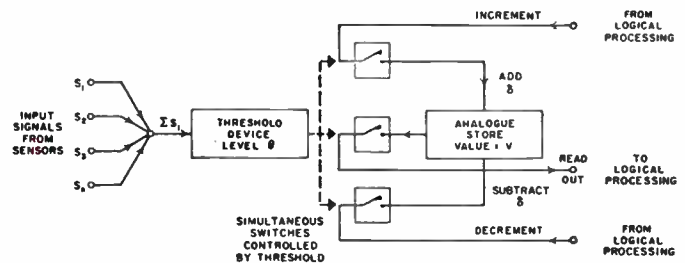 INCREMENT
FROM
LOGICAL
PROCESSING
ADD
δ
S₁
S₂
S₃
Sₙ
INPUT
SIGNALS
FROM
SENSORS
Σ S₁
THRESHOLD
DEVICE
LEVEL θ
ANALOGUE
STORE
VALUE = V
READ
OUT
TO
LOGICAL
PROCESSING
SUBTRACT
δ
SIMULTANEOUS
SWITCHES
CONTROLLED
BY THRESHOLD
DECREMENT
FROM
LOGICAL
PROCESSING